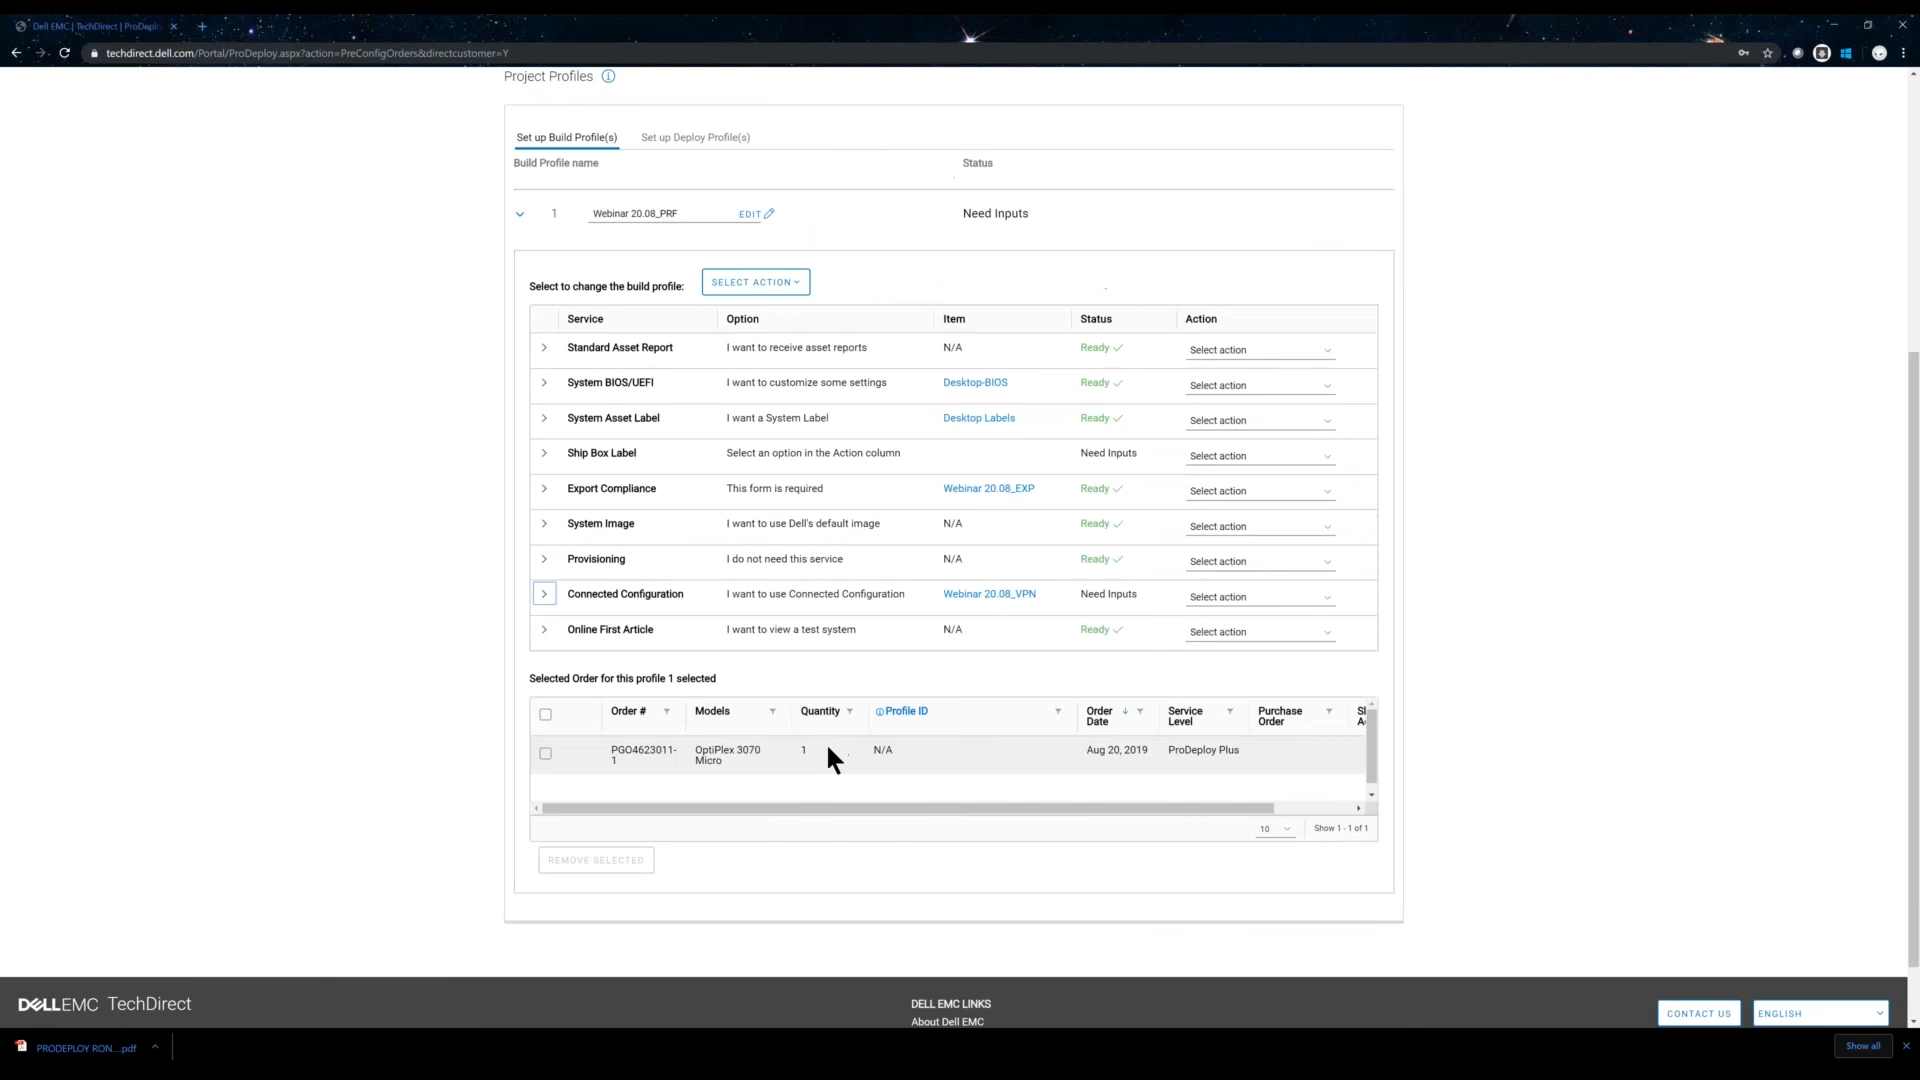 Dell EMC | TechDirect | ProDeplo
techdirect.dell.com/Portal/ProDeploy.aspx?action=PreConfigOrders&directcustomer=Y
Project Profiles
Set up Build Profile(s) Set up Deploy Profile(s)
Build Profile name Status
1 Webinar 20.08_PRF EDIT Need Inputs
Select to change the build profile: SELECT ACTION
Service Option Item Status Action
Standard Asset Report I want to receive asset reports N/A Ready Select action
System BIOS/UEFI I want to customize some settings Desktop-BIOS Ready Select action
System Asset Label I want a System Label Desktop Labels Ready Select action
Ship Box Label Select an option in the Action column Need Inputs Select action
Export Compliance This form is required Webinar 20.08_EXP Ready Select action
System Image I want to use Dell's default image N/A Ready Select action
Provisioning I do not need this service N/A Ready Select action
Connected Configuration I want to use Connected Configuration Webinar 20.08_VPN Need Inputs Select action
Online First Article I want to view a test system N/A Ready Select action
Selected Order for this profile 1 selected
Order # Models Quantity Profile ID Order Service Purchase
Date Level Order
PGO4623011- OptiPlex 3070 1 N/A Aug 20, 2019 ProDeploy Plus
1 Micro
10 Show 1 - 1 of 1
REMOVE SELECTED
DELLEMC TechDirect
DELL EMC LINKS
About Dell EMC
CONTACT US ENGLISH
PRODEPLOY RON....pdf Show all